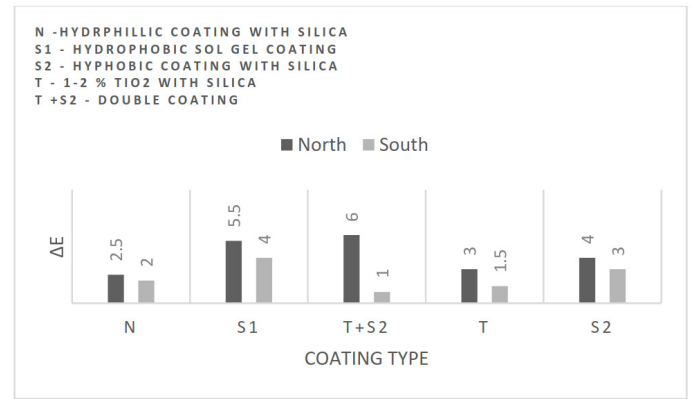 N -HYDRPHILLIC COATING WITH SILICA
S1 - HYDROPHOBIC SOL GEL COATING
S2 - HYPHOBIC COATING WITH SILICA
T - 1-2 % TIO2 WITH SILICA
T +S2 - DOUBLE COATING
North South
2.5 2 5.5 4 6 1 3 1.5 4 3
ΔE
N S1 T+S2 T S2
COATING TYPE